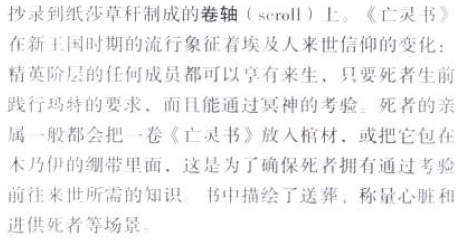 抄录到纸莎草秆制成的卷轴（scroll）上。《亡灵书》
在新王国时期的流行象征着埃及人来世信仰的变化：
精英阶层的任何成员都可以享有来生，只要死者生前
践行玛特的要求，而且能通过冥神的考验。死者的亲
属一般都会把一卷《亡灵书》放入棺材，或把它包在
木乃伊的绷带里面，这是为了确保死者拥有通过考验
前往来世所需的知识。书中描绘了送葬、称量心脏和
进供死者等场景。